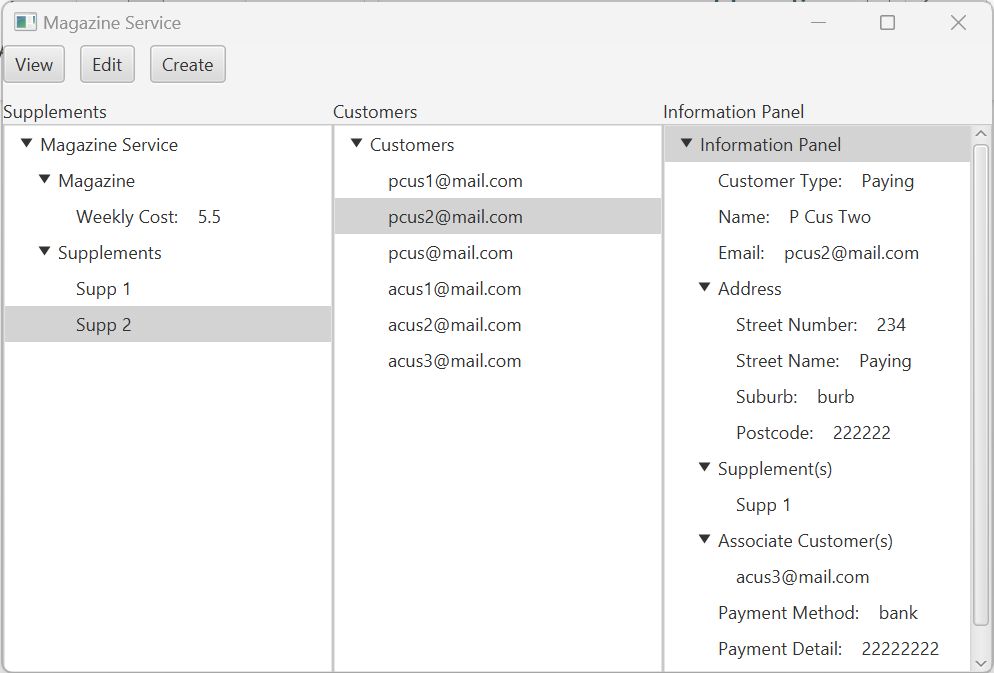 Magazine Service
View Edit Create
Supplements
Magazine Service
Magazine
Weekly Cost: 5.5
Supplements
Supp 1
Supp 2
Customers
Customers
pcus1@mail.com
pcus2@mail.com
pcus@mail.com
acus1@mail.com
acus2@mail.com
acus3@mail.com
Information Panel
Information Panel
Customer Type: Paying
Name: P Cus Two
Email: pcus2@mail.com
Address
Street Number: 234
Street Name: Paying
Suburb: burb
Postcode: 222222
Supplement(s)
Supp 1
Associate Customer(s)
acus3@mail.com
Payment Method: bank
Payment Detail: 22222222